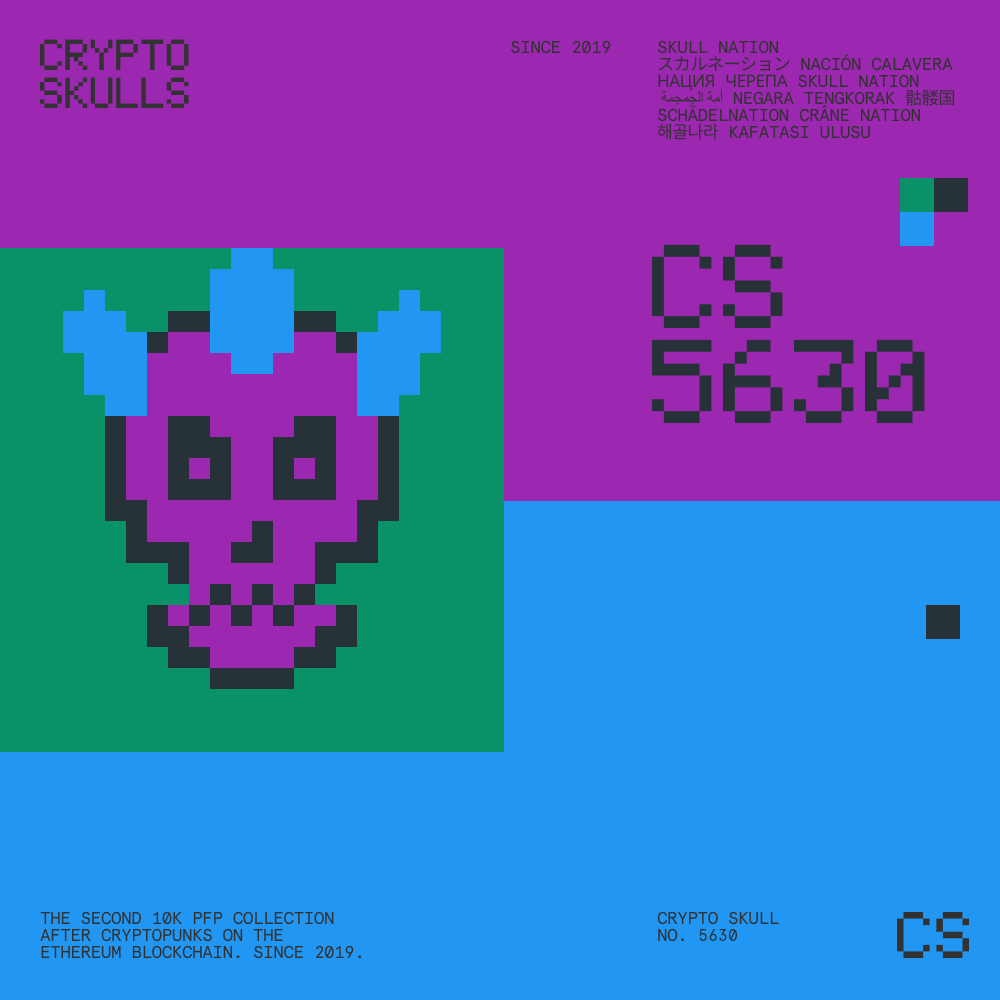 CRYPTO
SKULLS
SINCE 2019
SKULL NATION
スカルネーション NACIÓN CALAVERA
НАЦИЯ ЧЕРЕПА SKULL NATION
أمة الجمجمة NEGARA TENGKORAK 骷髅国
SCHÄDELNATION CRÂNE NATION
해골나라 KAFATASI ULUSU
CS
5630
THE SECOND 10K PFP COLLECTION
AFTER CRYPTOPUNKS ON THE
ETHEREUM BLOCKCHAIN. SINCE 2019.
CRYPTO SKULL
NO. 5630
CS